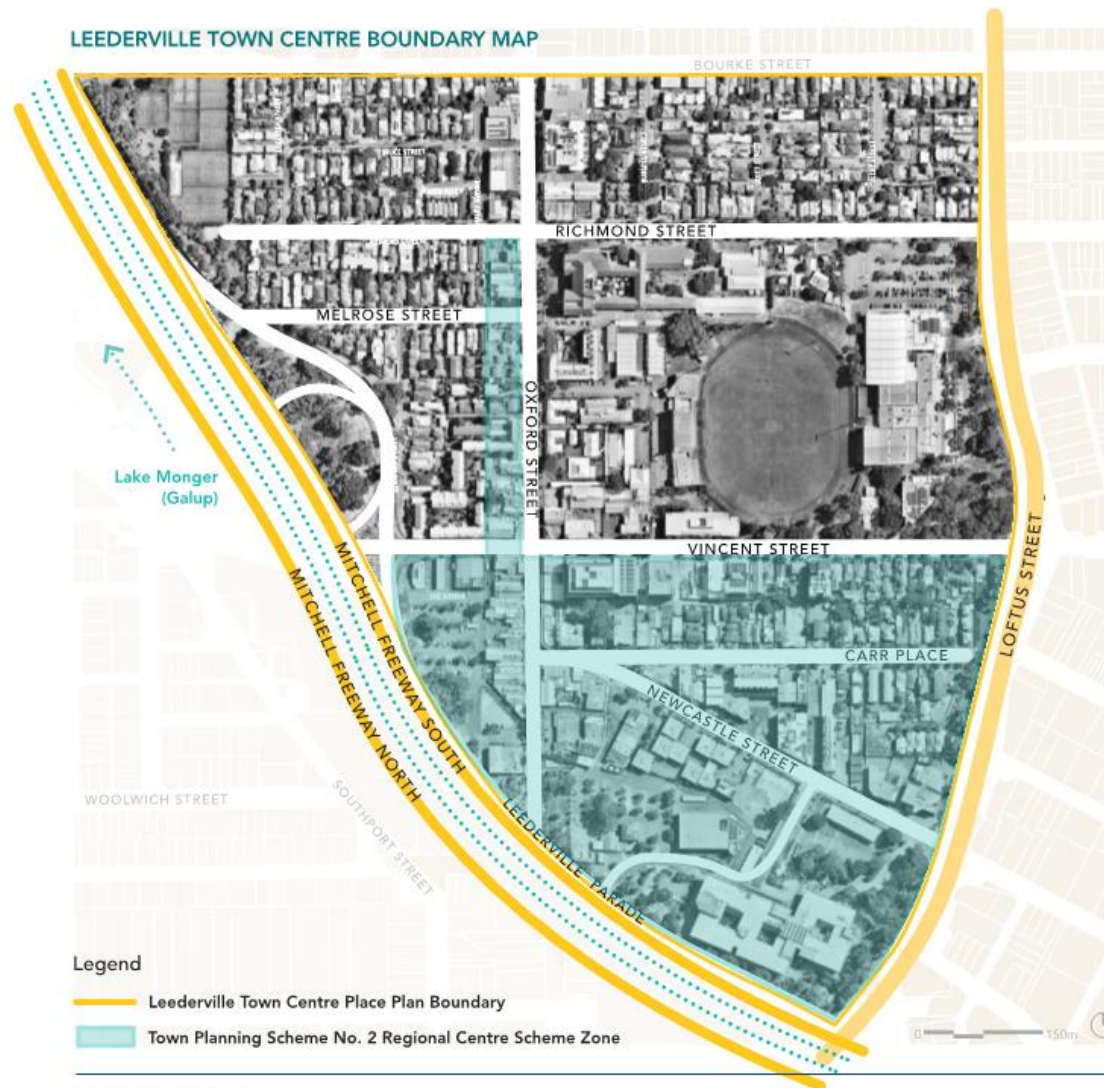 LEEDERVILLE TOWN CENTRE BOUNDARY MAP
BOURKE STREET
RICHMOND STREET
MELROSE STREET
OXFORD STREET
Lake Monger
(Galup)
VINCENT STREET
MITCHELL FREEWAY SOUTH
MITCHELL FREEWAY NORTH
LOFTUS STREET
CARR PLACE
NEWCASTLE STREET
WOOLWICH STREET
SOUTHPORT STREET
LEEDERVILLE PARADE
Legend
Leederville Town Centre Place Plan Boundary
Town Planning Scheme No. 2 Regional Centre Scheme Zone
0 150m